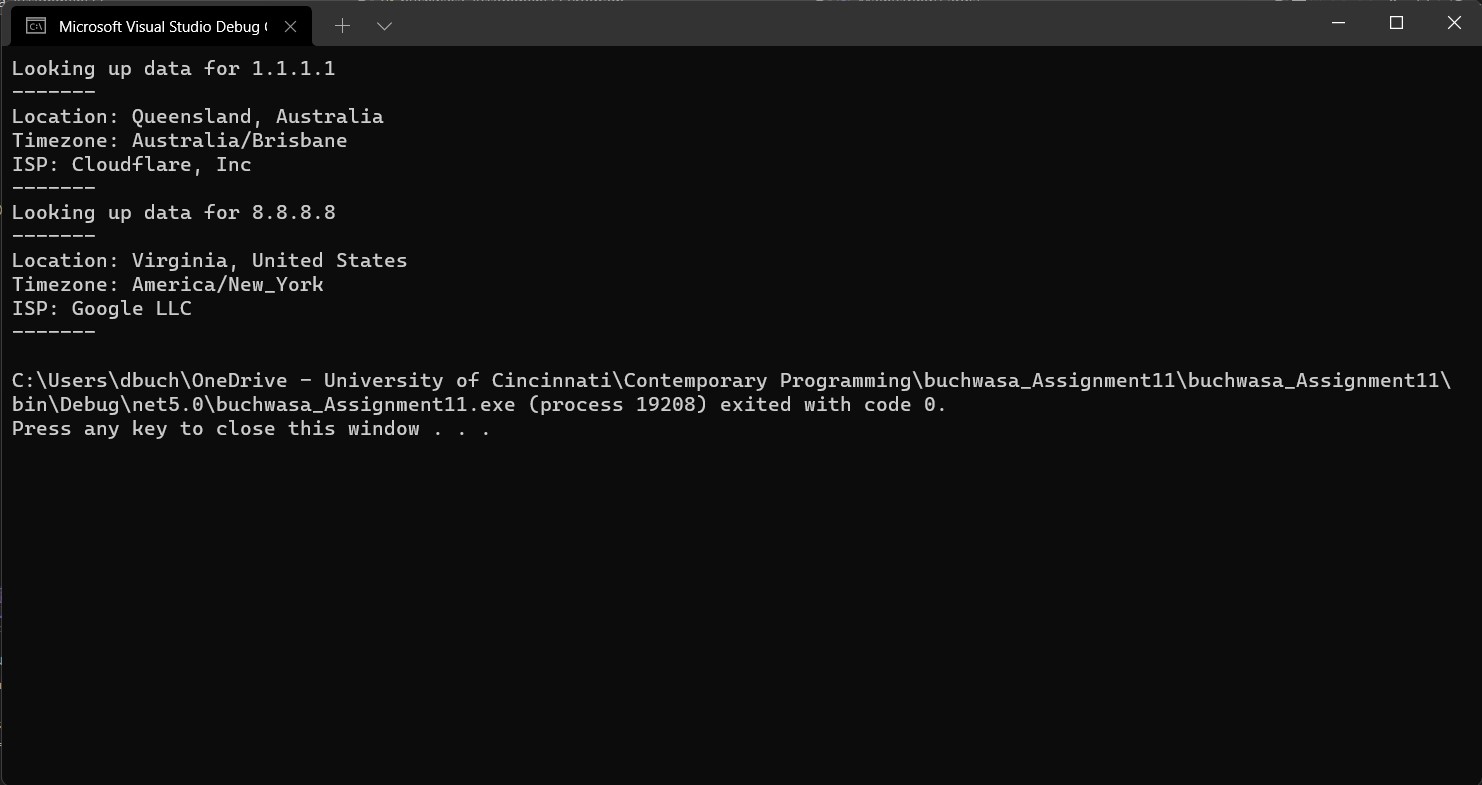 Microsoft Visual Studio Debug
Looking up data for 1.1.1.1
-------
Location: Queensland, Australia
Timezone: Australia/Brisbane
ISP: Cloudflare, Inc
-------
Looking up data for 8.8.8.8
-------
Location: Virginia, United States
Timezone: America/New_York
ISP: Google LLC
-------
C:\Users\dbuch\OneDrive - University of Cincinnati\Contemporary Programming\buchwasa_Assignment11\buchwasa_Assignment11\
bin\Debug\net5.0\buchwasa_Assignment11.exe (process 19208) exited with code 0.
Press any key to close this window . . .